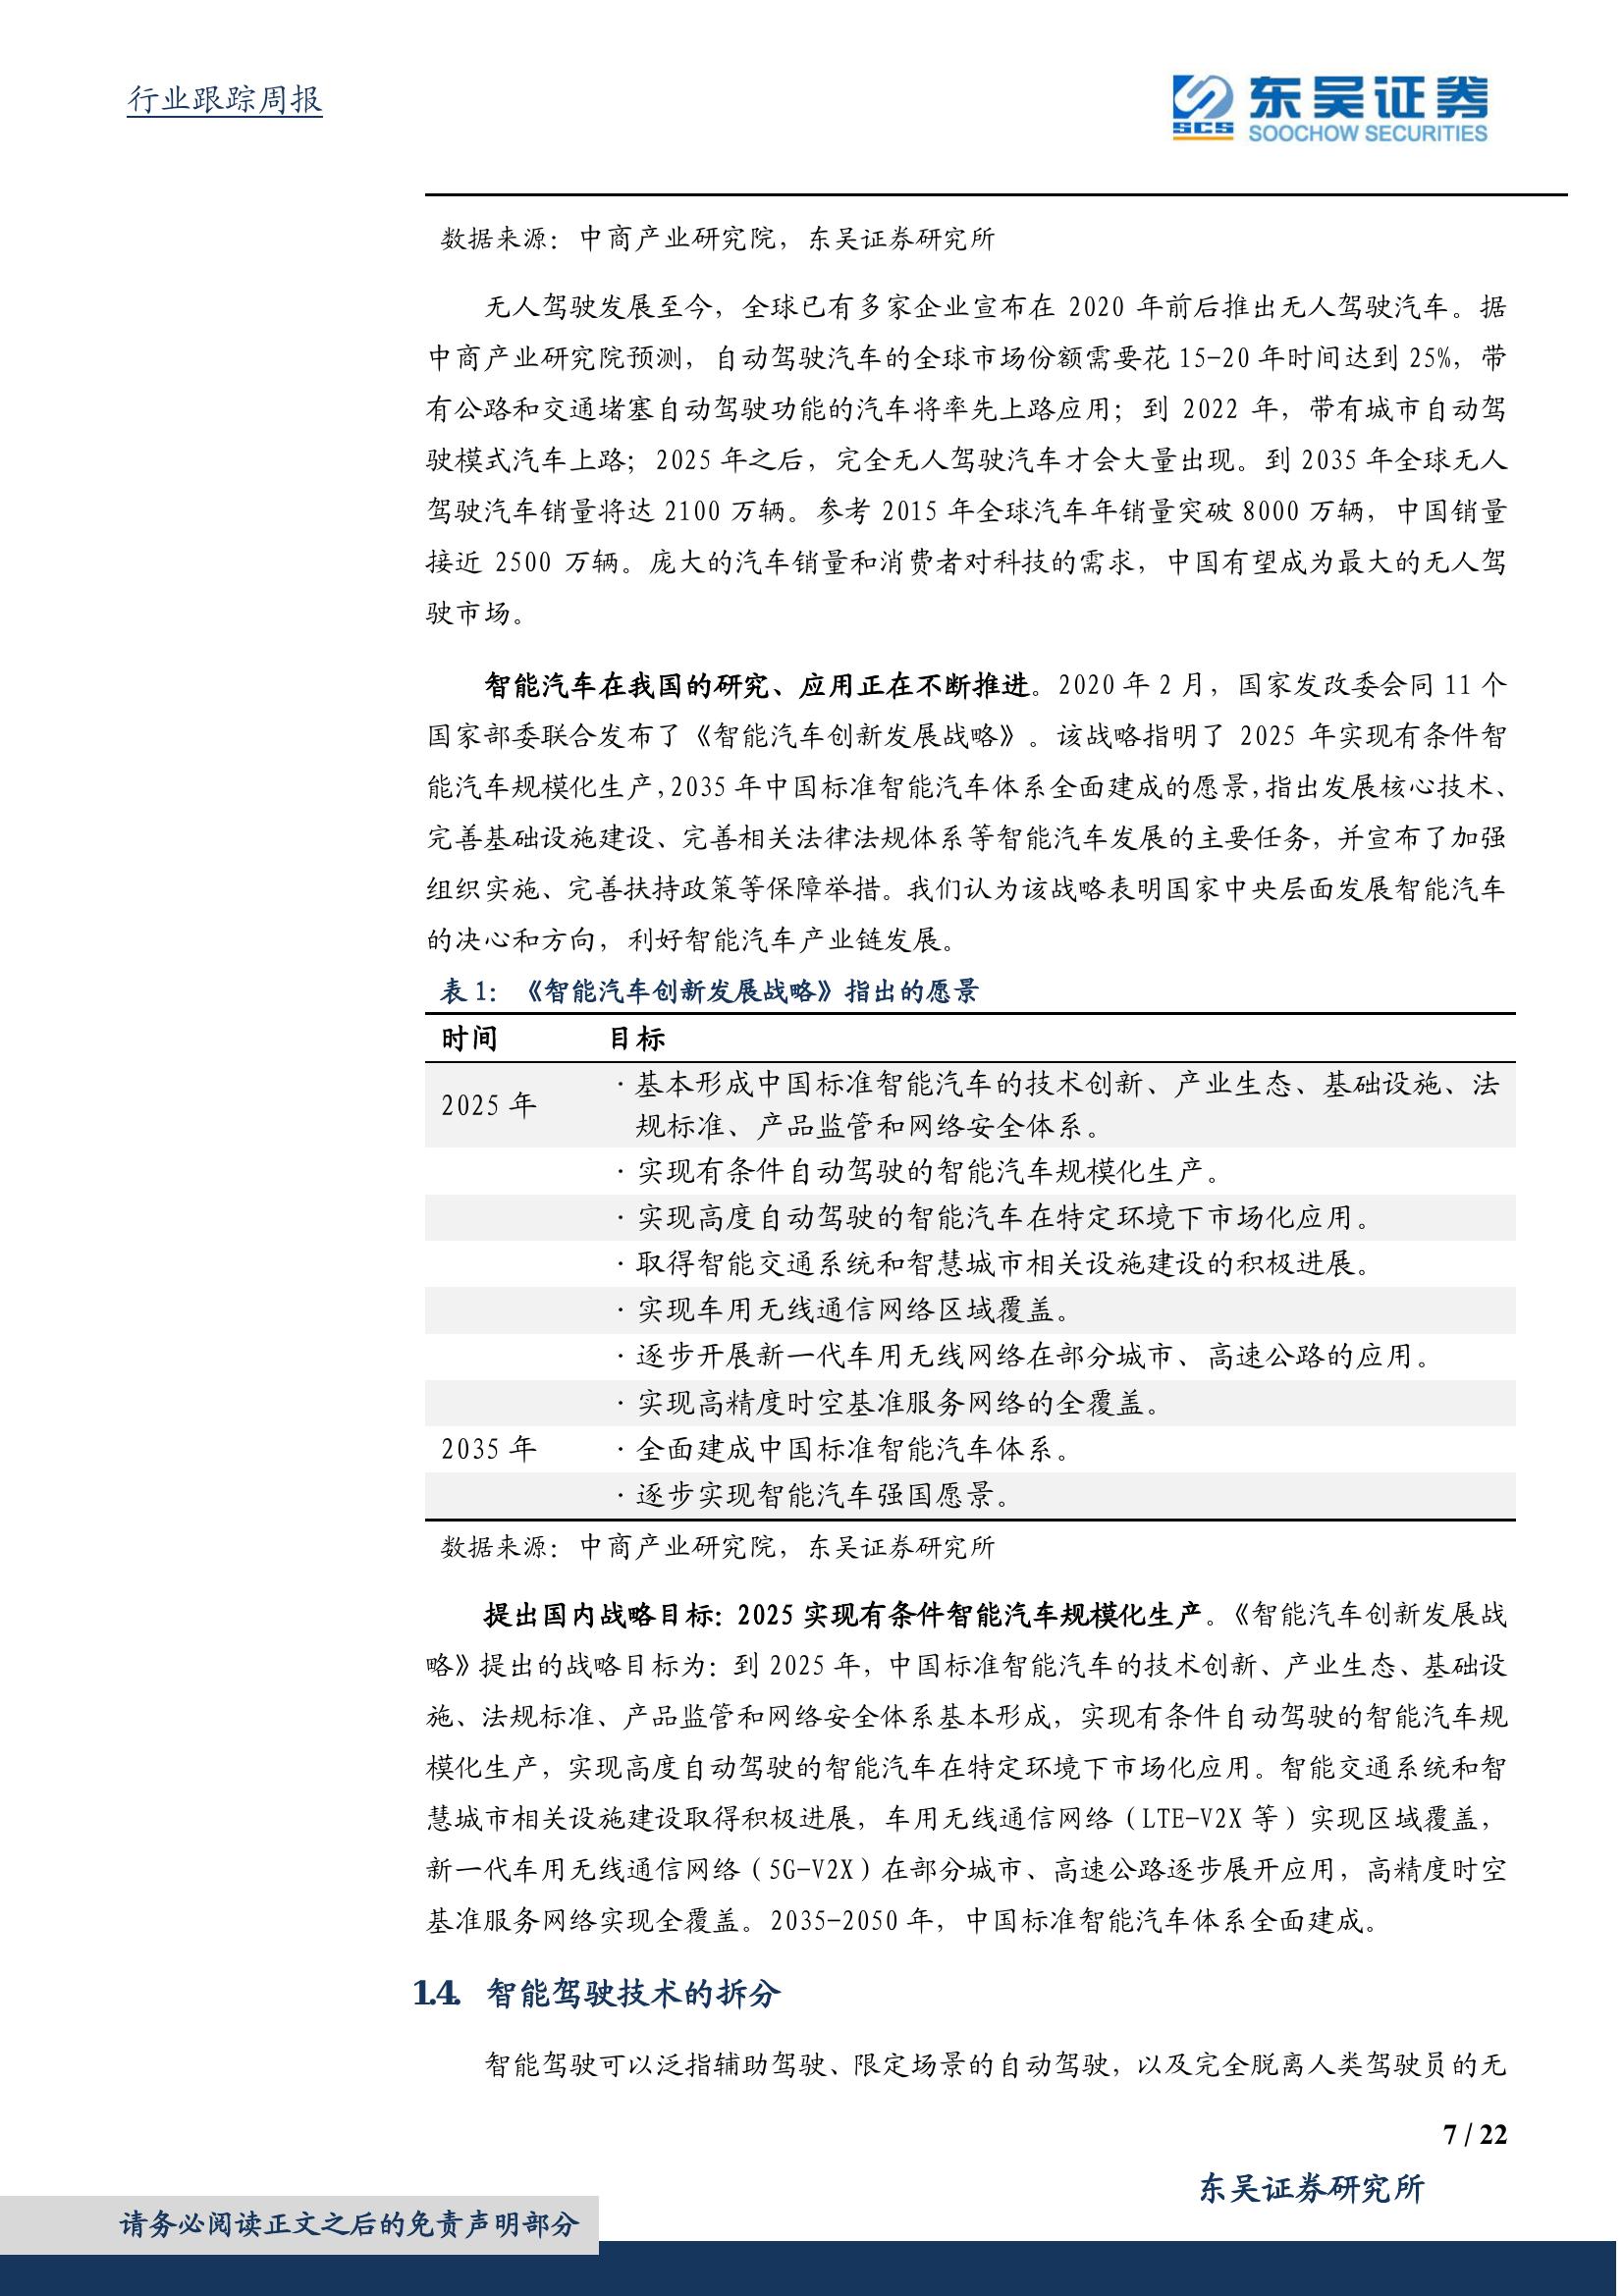 行业跟踪周报
SCS 东吴证券
SOOCHOW SECURITIES
数据来源：中商产业研究院，东吴证券研究所
无人驾驶发展至今，全球已有多家企业宣布在 2020 年前后推出无人驾驶汽车。据
中商产业研究院预测，自动驾驶汽车的全球市场份额需要花 15-20 年时间达到 25%，带
有公路和交通堵塞自动驾驶功能的汽车将率先上路应用；到 2022 年，带有城市自动驾
驶模式汽车上路；2025 年之后，完全无人驾驶汽车才会大量出现。到 2035 年全球无人
驾驶汽车销量将达 2100 万辆。参考 2015 年全球汽车年销量突破 8000 万辆，中国销量
接近 2500 万辆。庞大的汽车销量和消费者对科技的需求，中国有望成为最大的无人驾
驶市场。
智能汽车在我国的研究、应用正在不断推进。2020 年 2 月，国家发改委会同 11 个
国家部委联合发布了《智能汽车创新发展战略》。该战略指明了 2025 年实现有条件智
能汽车规模化生产，2035 年中国标准智能汽车体系全面建成的愿景，指出发展核心技术、
完善基础设施建设、完善相关法律法规体系等智能汽车发展的主要任务，并宣布了加强
组织实施、完善扶持政策等保障举措。我们认为该战略表明国家中央层面发展智能汽车
的决心和方向，利好智能汽车产业链发展。
表 1：《智能汽车创新发展战略》指出的愿景
时间 目标
2025 年 ·基本形成中国标准智能汽车的技术创新、产业生态、基础设施、法
规标准、产品监管和网络安全体系。
·实现有条件自动驾驶的智能汽车规模化生产。
·实现高度自动驾驶的智能汽车在特定环境下市场化应用。
·取得智能交通系统和智慧城市相关设施建设的积极进展。
·实现车用无线通信网络区域覆盖。
·逐步开展新一代车用无线网络在部分城市、高速公路的应用。
·实现高精度时空基准服务网络的全覆盖。
2035 年 ·全面建成中国标准智能汽车体系。
·逐步实现智能汽车强国愿景。
数据来源：中商产业研究院，东吴证券研究所
提出国内战略目标：2025 实现有条件智能汽车规模化生产。《智能汽车创新发展战
略》提出的战略目标为：到 2025 年，中国标准智能汽车的技术创新、产业生态、基础设
施、法规标准、产品监管和网络安全体系基本形成，实现有条件自动驾驶的智能汽车规
模化生产，实现高度自动驾驶的智能汽车在特定环境下市场化应用。智能交通系统和智
慧城市相关设施建设取得积极进展，车用无线通信网络（LTE-V2X 等）实现区域覆盖，
新一代车用无线通信网络（5G-V2X）在部分城市、高速公路逐步展开应用，高精度时空
基准服务网络实现全覆盖。2035-2050 年，中国标准智能汽车体系全面建成。
1.4. 智能驾驶技术的拆分
智能驾驶可以泛指辅助驾驶、限定场景的自动驾驶，以及完全脱离人类驾驶员的无
7 / 22
东吴证券研究所
请务必阅读正文之后的免责声明部分